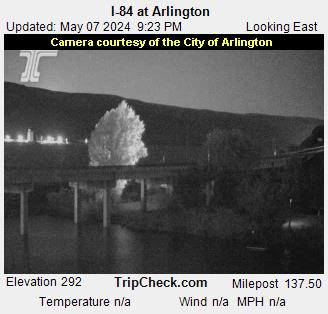 I-84 at Arlington
Updated: May 07 2024 9:23 PM Looking East
Camera courtesy of the City of Arlington
Elevation 292 TripCheck.com Milepost 137.50
Temperature n/a Wind n/a MPH n/a